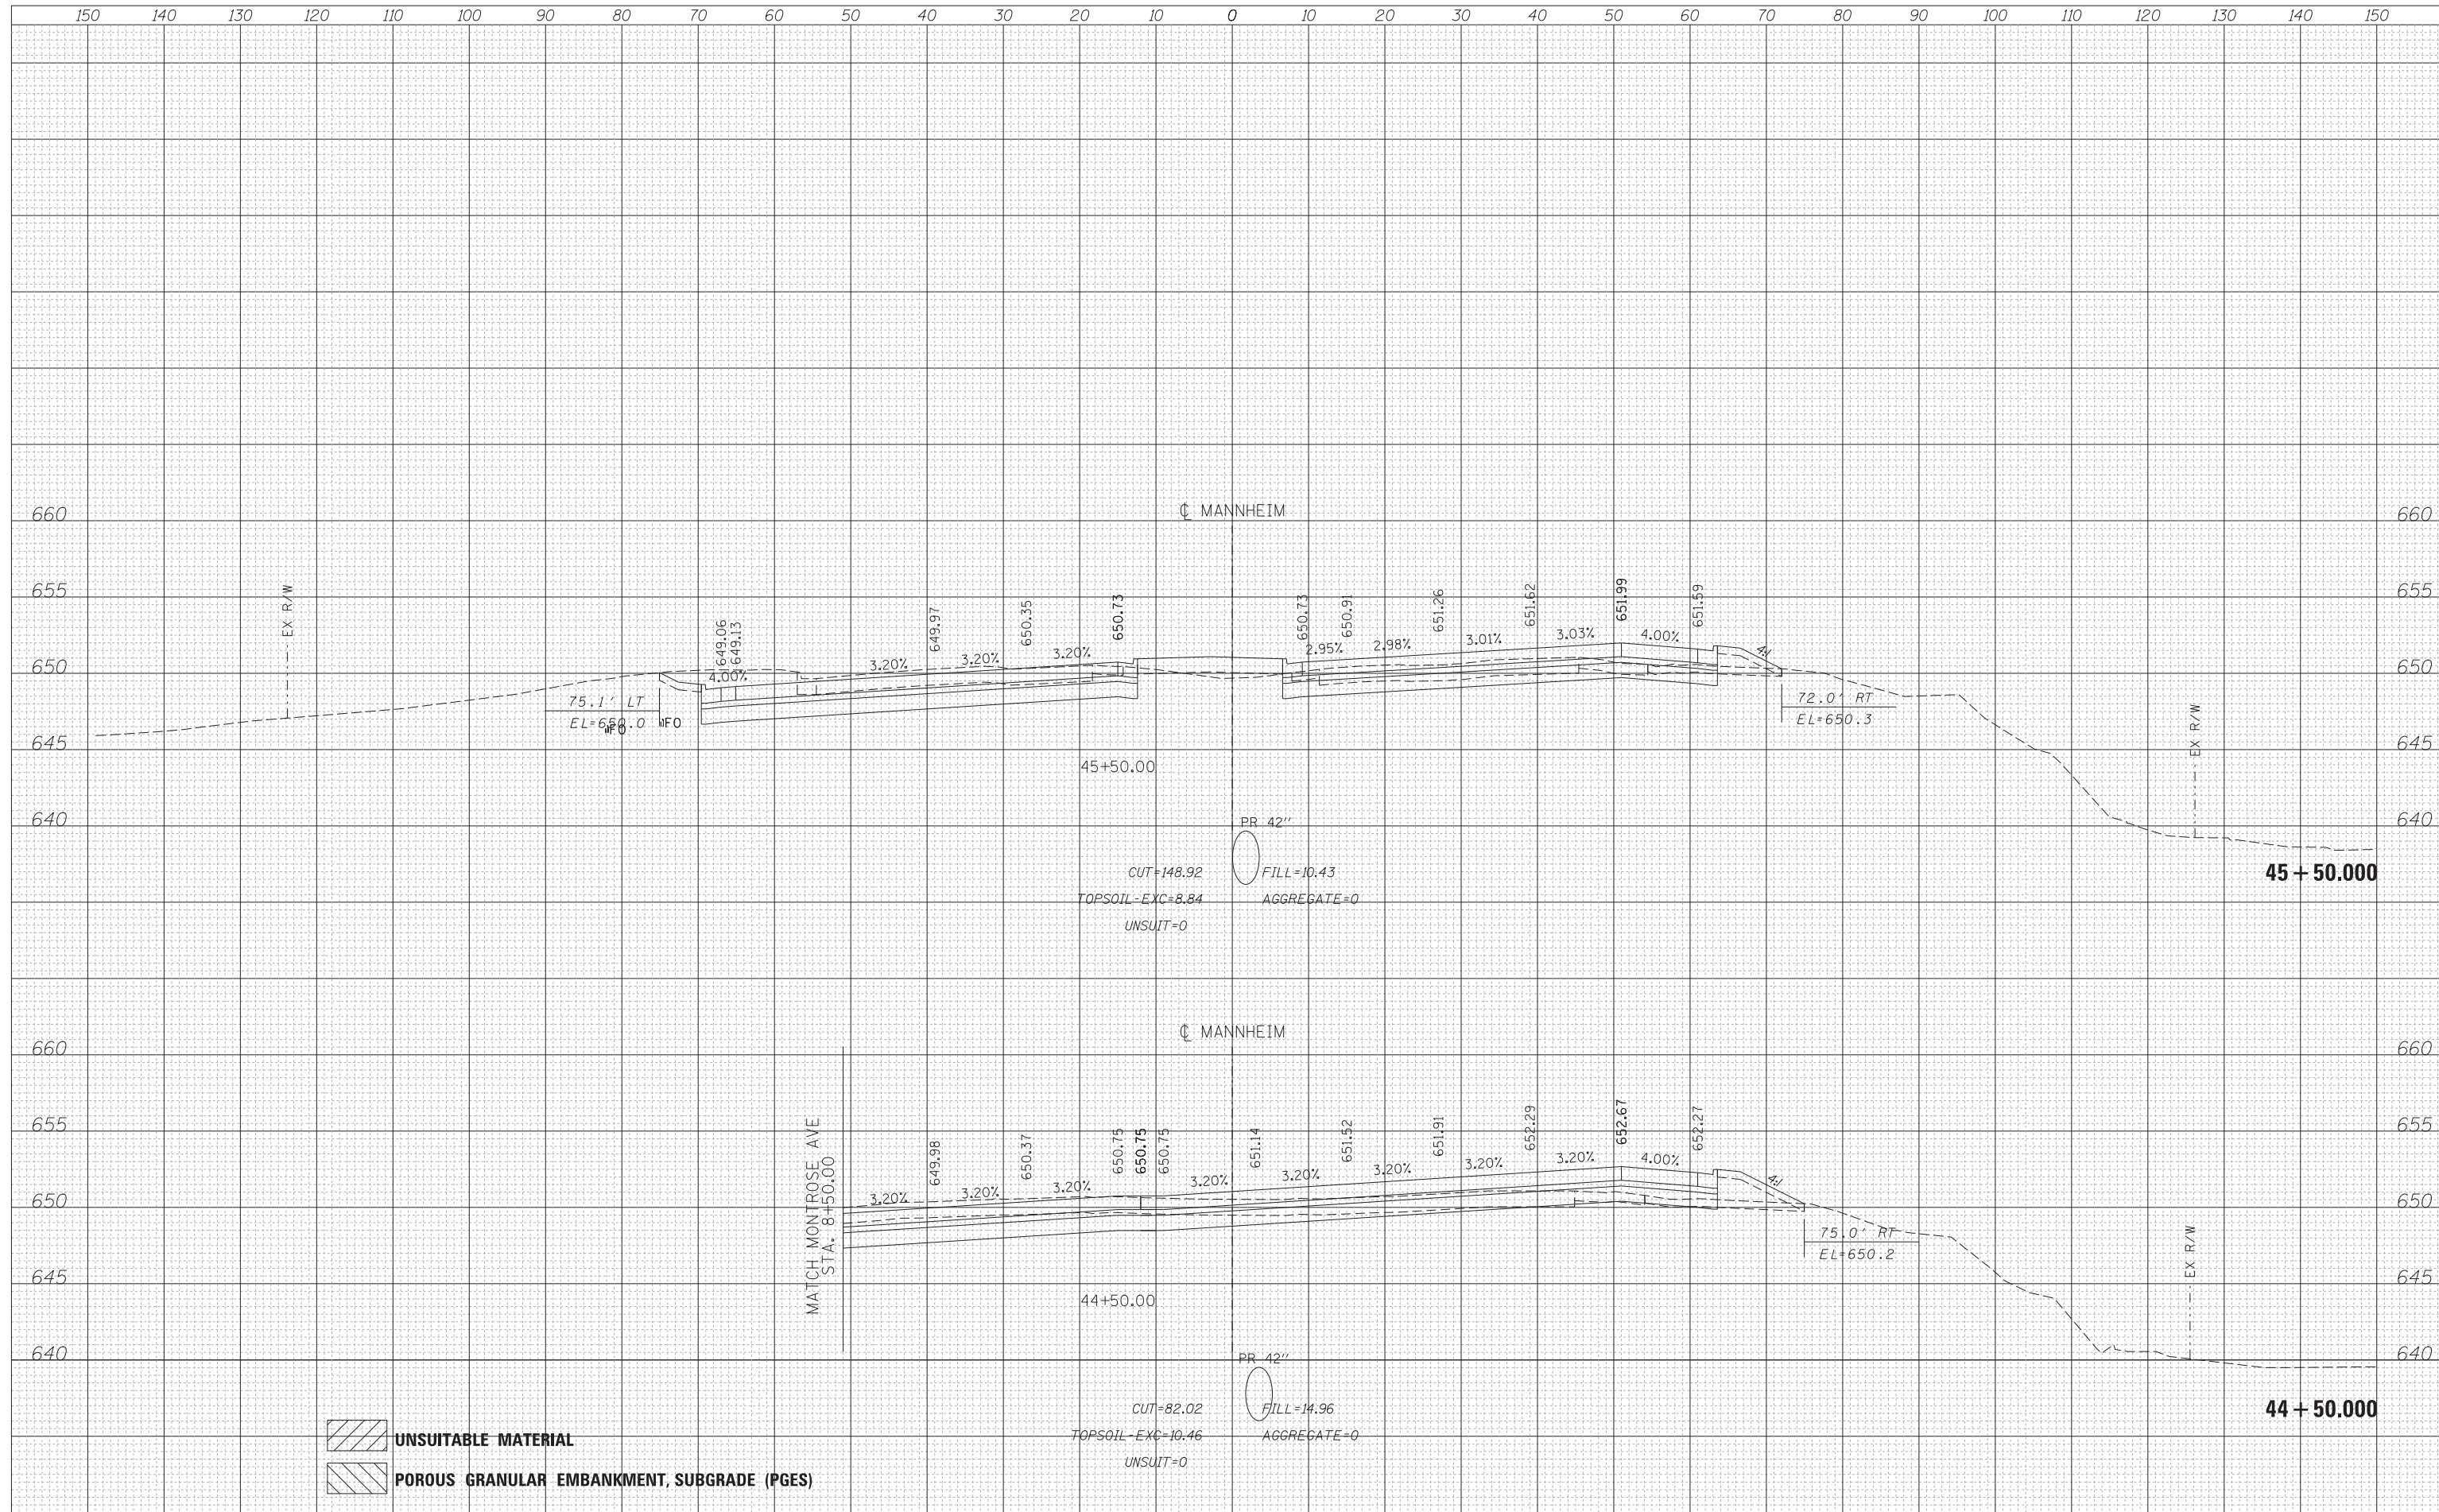 150 140 130 120 110 100 90 80 70 60 50 40 30 20 10 0 10 20 30 40 50 60 70 80 90 100 110 120 130 140 150
℄ MANNHEIM
660 660
655 655
EX R/W
649.06 649.13 649.97 650.35 650.73 650.73 650.91 651.26 651.62 651.99 651.59
4.00% 3.20% 3.20% 3.20% 2.95% 2.98% 3.01% 3.03% 4.00% 4:1
650 650
75.1' LT
EL=650.0
FO
FO
72.0' RT
EL=650.3
EX R/W
645 645
45+50.00
640 640
PR 42''
CUT=148.92 FILL=10.43
TOPSOIL-EXC=8.84 AGGREGATE=0
UNSUIT=0
45+50.000
℄ MANNHEIM
660 660
655 655
MATCH MONTROSE AVE
STA. 8+50.00
649.98 650.37 650.75 650.75 650.75 651.14 651.52 651.91 652.29 652.67 652.27
3.20% 3.20% 3.20% 3.20% 3.20% 3.20% 3.20% 3.20% 4.00% 4:1
650 650
75.0' RT
EL=650.2
EX R/W
645 645
44+50.00
640 640
PR 42''
CUT=82.02 FILL=14.96
TOPSOIL-EXC=10.46 AGGREGATE=0
UNSUIT=0
44+50.000
UNSUITABLE MATERIAL
POROUS GRANULAR EMBANKMENT, SUBGRADE (PGES)